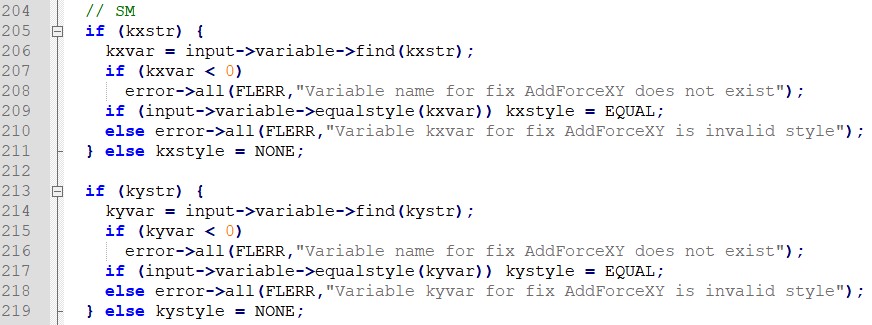 204 // SM
205 if (kxstr) {
206 kxvar = input->variable->find(kxstr);
207 if (kxvar < 0)
208 error->all(FLERR,"Variable name for fix AddForceXY does not exist");
209 if (input->variable->equalstyle(kxvar)) kxstyle = EQUAL;
210 else error->all(FLERR,"Variable kxvar for fix AddForceXY is invalid style");
211 } else kxstyle = NONE;
212
213 if (kystr) {
214 kyvar = input->variable->find(kystr);
215 if (kyvar < 0)
216 error->all(FLERR,"Variable name for fix AddForceXY does not exist");
217 if (input->variable->equalstyle(kyvar)) kystyle = EQUAL;
218 else error->all(FLERR,"Variable kyvar for fix AddForceXY is invalid style");
219 } else kystyle = NONE;